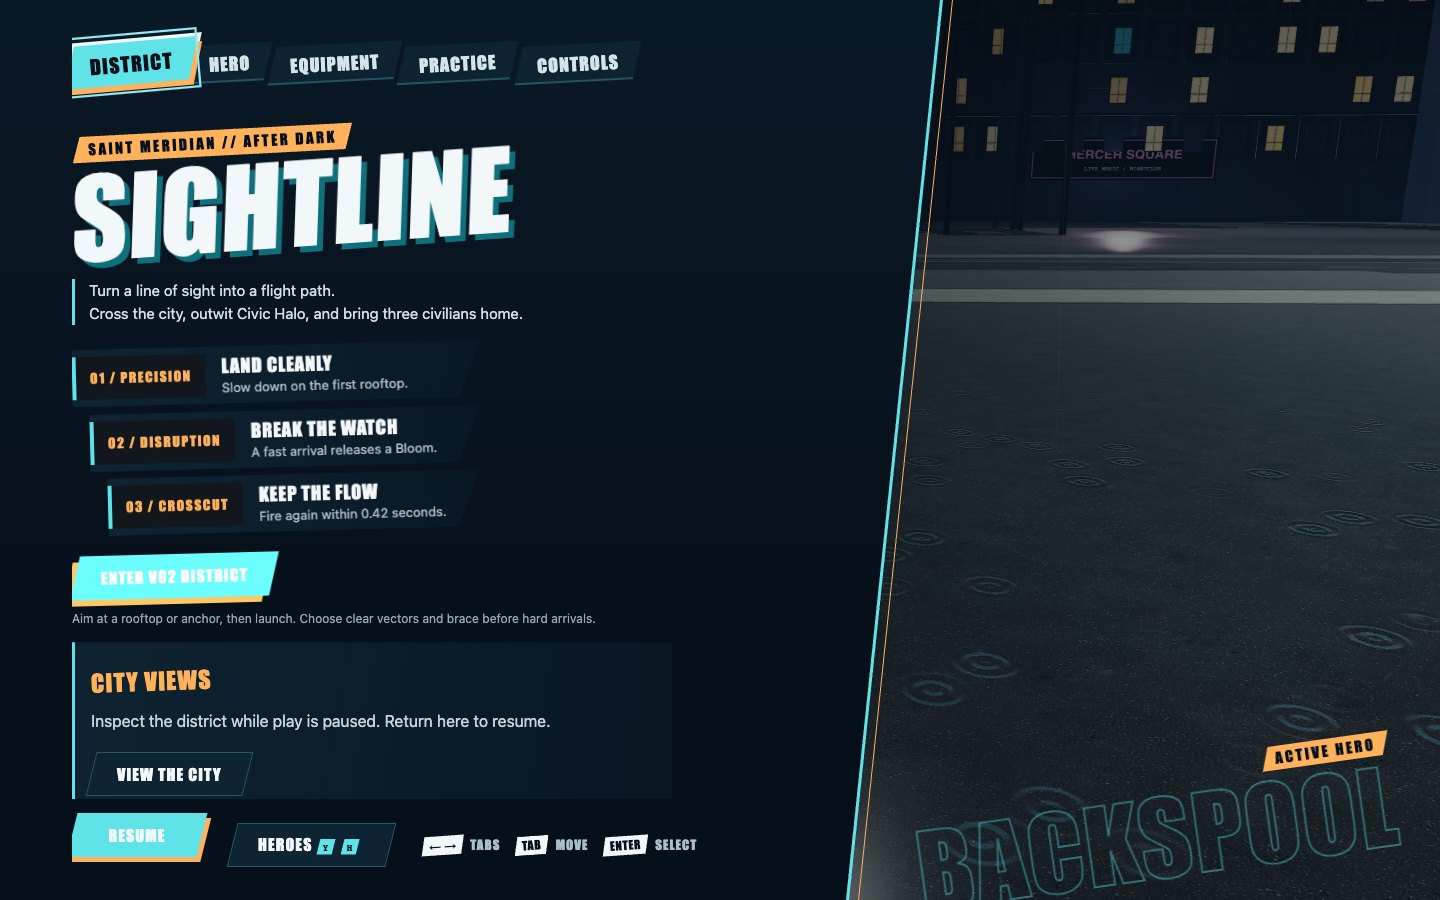 DISTRICT
HERO
EQUIPMENT
PRACTICE
CONTROLS
SAINT MERIDIAN // AFTER DARK
SIGHTLINE
Turn a line of sight into a flight path.
Cross the city, outwit Civic Halo, and bring three civilians home.
01 / PRECISION
LAND CLEANLY
Slow down on the first rooftop.
02 / DISRUPTION
BREAK THE WATCH
A fast arrival releases a Bloom.
03 / CROSSCUT
KEEP THE FLOW
Fire again within 0.42 seconds.
ENTER V02 DISTRICT
Aim at a rooftop or anchor, then launch. Choose clear vectors and brace before hard arrivals.
CITY VIEWS
Inspect the district while play is paused. Return here to resume.
VIEW THE CITY
RESUME
HEROES Y H
←→ TABS
TAB MOVE
ENTER SELECT
MERCER SQUARE
LIVE MUSIC / NIGHTCLUB
ACTIVE HERO
BACKSPOOL